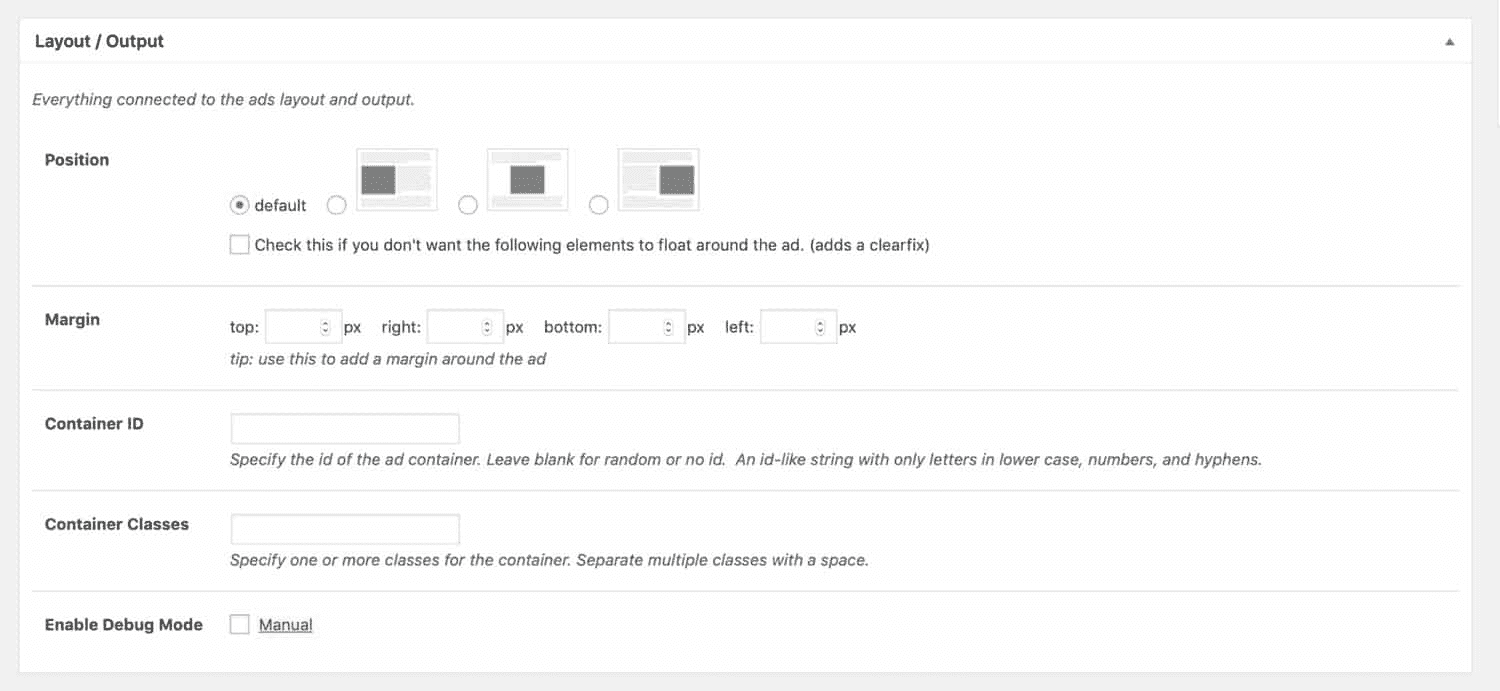 Layout / Output
Everything connected to the ads layout and output.
Position
default
Check this if you don't want the following elements to float around the ad. (adds a clearfix)
Margin
top: px right: px bottom: px left: px
tip: use this to add a margin around the ad
Container ID
Specify the id of the ad container. Leave blank for random or no id.  An id-like string with only letters in lower case, numbers, and hyphens.
Container Classes
Specify one or more classes for the container. Separate multiple classes with a space.
Enable Debug Mode Manual